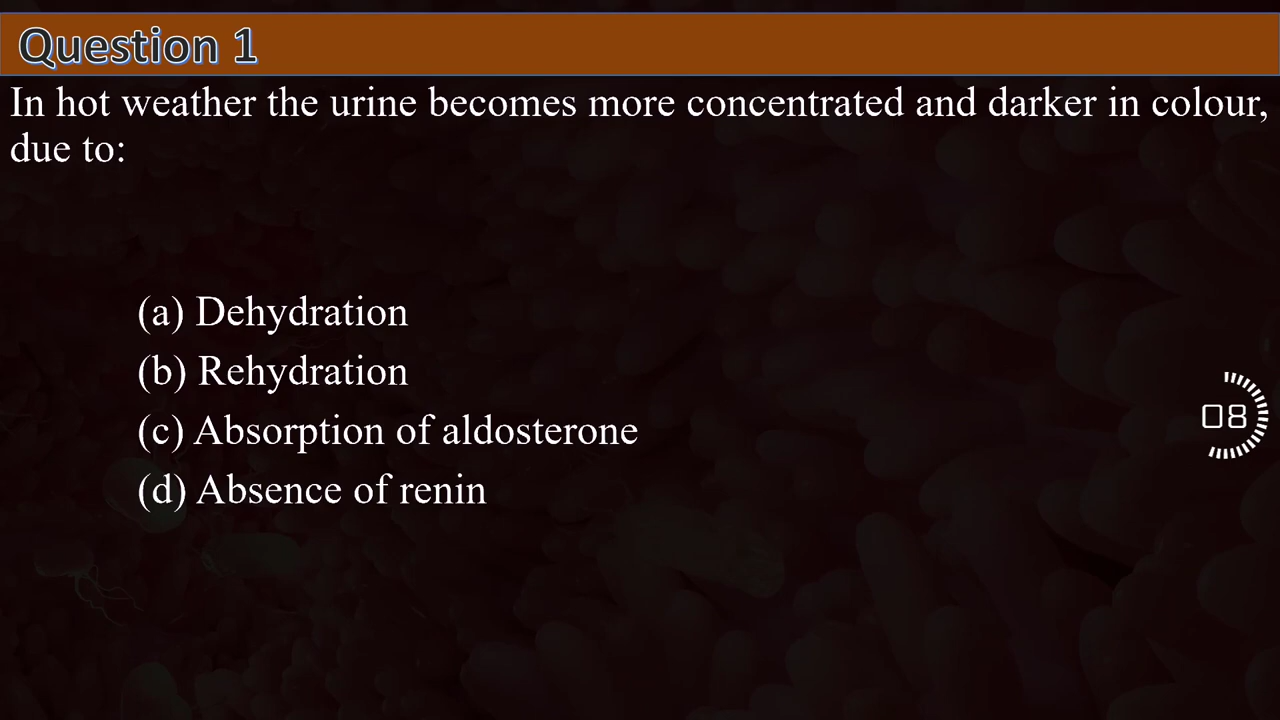 Question 1
In hot weather the urine becomes more concentrated and darker in colour,
due to:
(a) Dehydration
(b) Rehydration
(c) Absorption of aldosterone
08
(d) Absence of renin